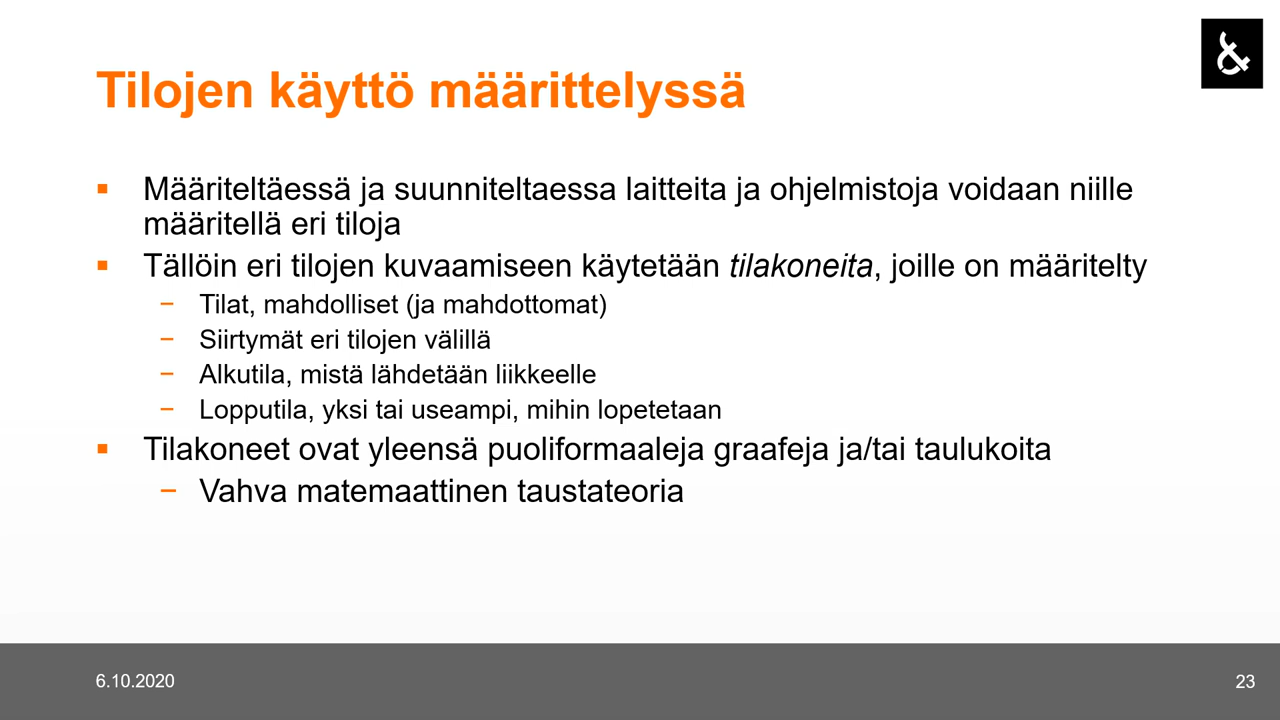 &
Tilojen käyttö määrittelyssä
▪ Määriteltäessä ja suunniteltaessa laitteita ja ohjelmistoja voidaan niille
määritellä eri tiloja
▪ Tällöin eri tilojen kuvaamiseen käytetään tilakoneita, joille on määritelty
− Tilat, mahdolliset (ja mahdottomat)
− Siirtymät eri tilojen välillä
− Alkutila, mistä lähdetään liikkeelle
− Lopputila, yksi tai useampi, mihin lopetetaan
▪ Tilakoneet ovat yleensä puoliformaaleja graafeja ja/tai taulukoita
− Vahva matemaattinen taustateoria
6.10.2020
23